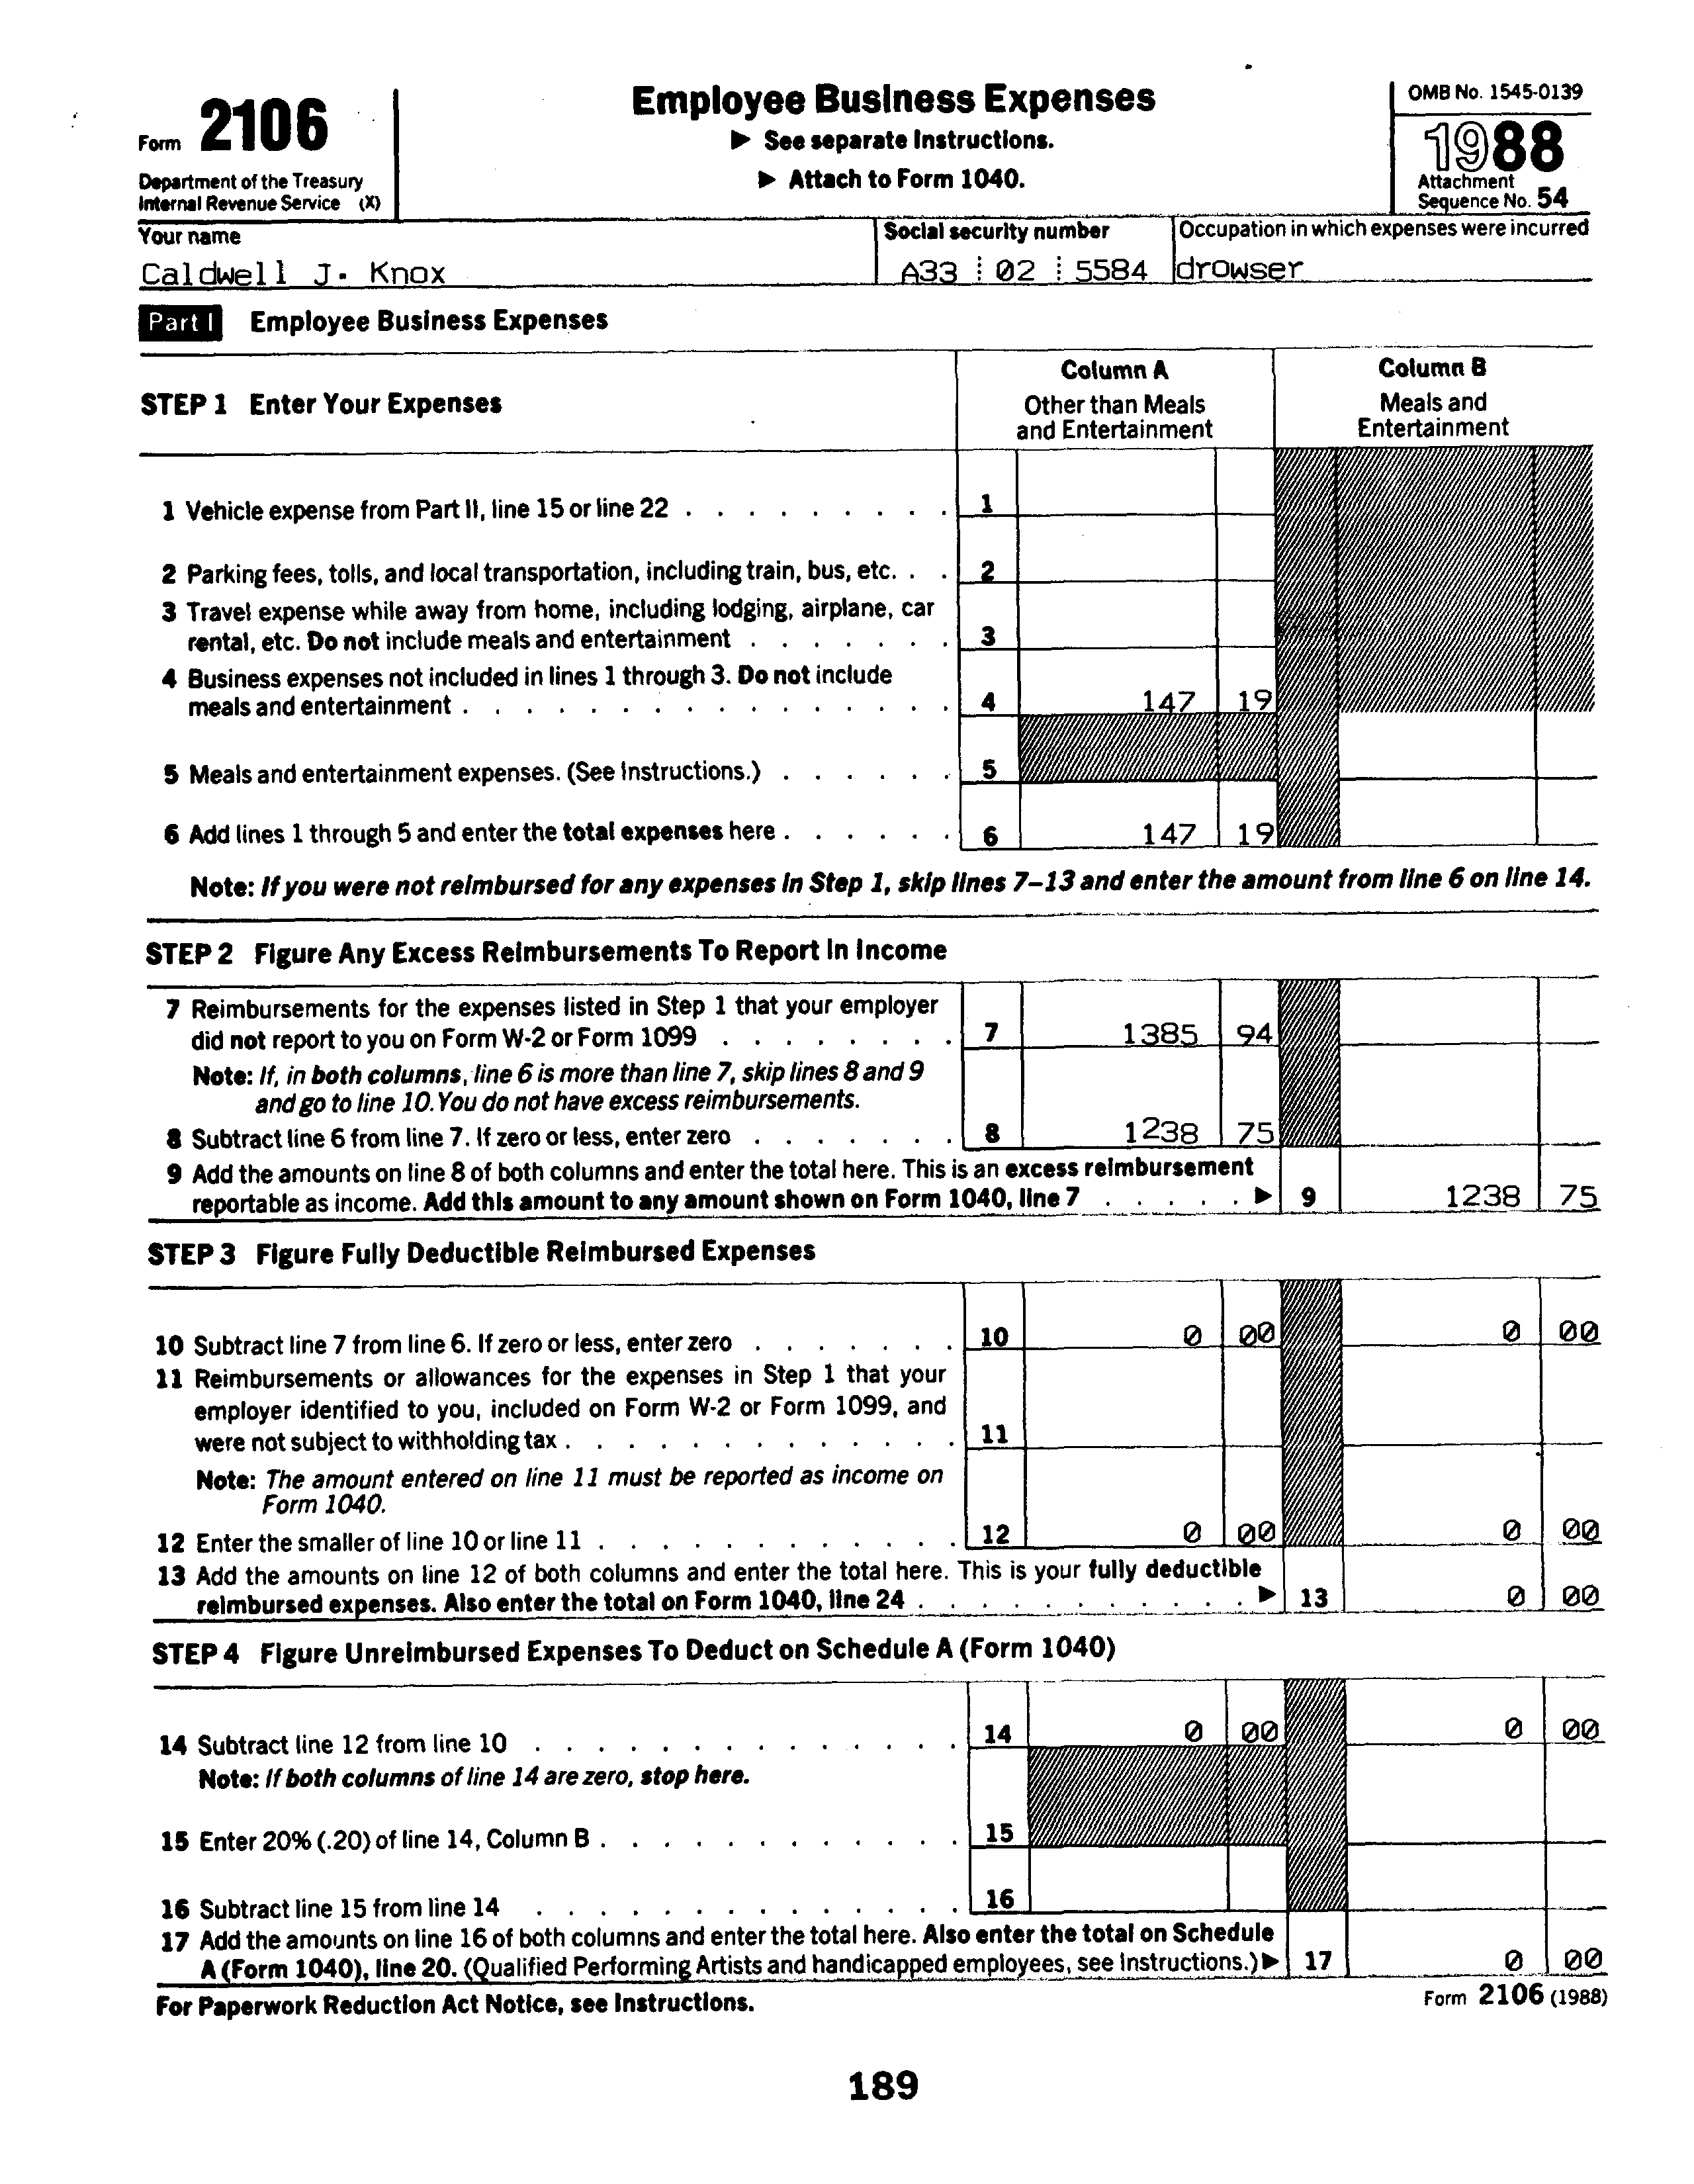 Form 2106
Department of the Treasury
Internal Revenue Service (X)
Employee Business Expenses
▶ See separate Instructions.
▶ Attach to Form 1040.
OMB No. 1545-0139
1988
Attachment
Sequence No. 54
Your name
Caldwell J. Knox
Social security number
A33 02 5584
Occupation in which expenses were incurred
drowser
Part I Employee Business Expenses
STEP 1 Enter Your Expenses
Column A
Other than Meals
and Entertainment
Column B
Meals and
Entertainment
1 Vehicle expense from Part II, line 15 or line 22 . . . . . . . . . 1
2 Parking fees, tolls, and local transportation, including train, bus, etc. . . 2
3 Travel expense while away from home, including lodging, airplane, car
rental, etc. Do not include meals and entertainment . . . . . . . 3
4 Business expenses not included in lines 1 through 3. Do not include
meals and entertainment . . . . . . . . . . . . . . . . 4 147 19
5 Meals and entertainment expenses. (See Instructions.) . . . . . . 5
6 Add lines 1 through 5 and enter the total expenses here . . . . . . 6 147 19
Note: If you were not reimbursed for any expenses in Step 1, skip lines 7–13 and enter the amount from line 6 on line 14.
STEP 2 Figure Any Excess Reimbursements To Report In Income
7 Reimbursements for the expenses listed in Step 1 that your employer
did not report to you on Form W-2 or Form 1099 . . . . . . . . 7 1385 94
Note: If, in both columns, line 6 is more than line 7, skip lines 8 and 9
and go to line 10. You do not have excess reimbursements.
8 Subtract line 6 from line 7. If zero or less, enter zero . . . . . . . 8 1238 75
9 Add the amounts on line 8 of both columns and enter the total here. This is an excess reimbursement
reportable as income. Add this amount to any amount shown on Form 1040, line 7 . . . . . ▶ 9 1238 75
STEP 3 Figure Fully Deductible Reimbursed Expenses
10 Subtract line 7 from line 6. If zero or less, enter zero . . . . . . . 10 0 00 0 00
11 Reimbursements or allowances for the expenses in Step 1 that your
employer identified to you, included on Form W-2 or Form 1099, and
were not subject to withholding tax . . . . . . . . . . . . . 11
Note: The amount entered on line 11 must be reported as income on
Form 1040.
12 Enter the smaller of line 10 or line 11 . . . . . . . . . . . . 12 0 00 0 00
13 Add the amounts on line 12 of both columns and enter the total here. This is your fully deductible
reimbursed expenses. Also enter the total on Form 1040, line 24 . . . . . . . . . . . ▶ 13 0 00
STEP 4 Figure Unreimbursed Expenses To Deduct on Schedule A (Form 1040)
14 Subtract line 12 from line 10 . . . . . . . . . . . . . . 14 0 00 0 00
Note: If both columns of line 14 are zero, stop here.
15 Enter 20% (.20) of line 14, Column B . . . . . . . . . . . . 15
16 Subtract line 15 from line 14 . . . . . . . . . . . . . . 16
17 Add the amounts on line 16 of both columns and enter the total here. Also enter the total on Schedule
A (Form 1040), line 20. (Qualified Performing Artists and handicapped employees, see Instructions.) ▶ 17 0 00
For Paperwork Reduction Act Notice, see Instructions.
Form 2106 (1988)
189